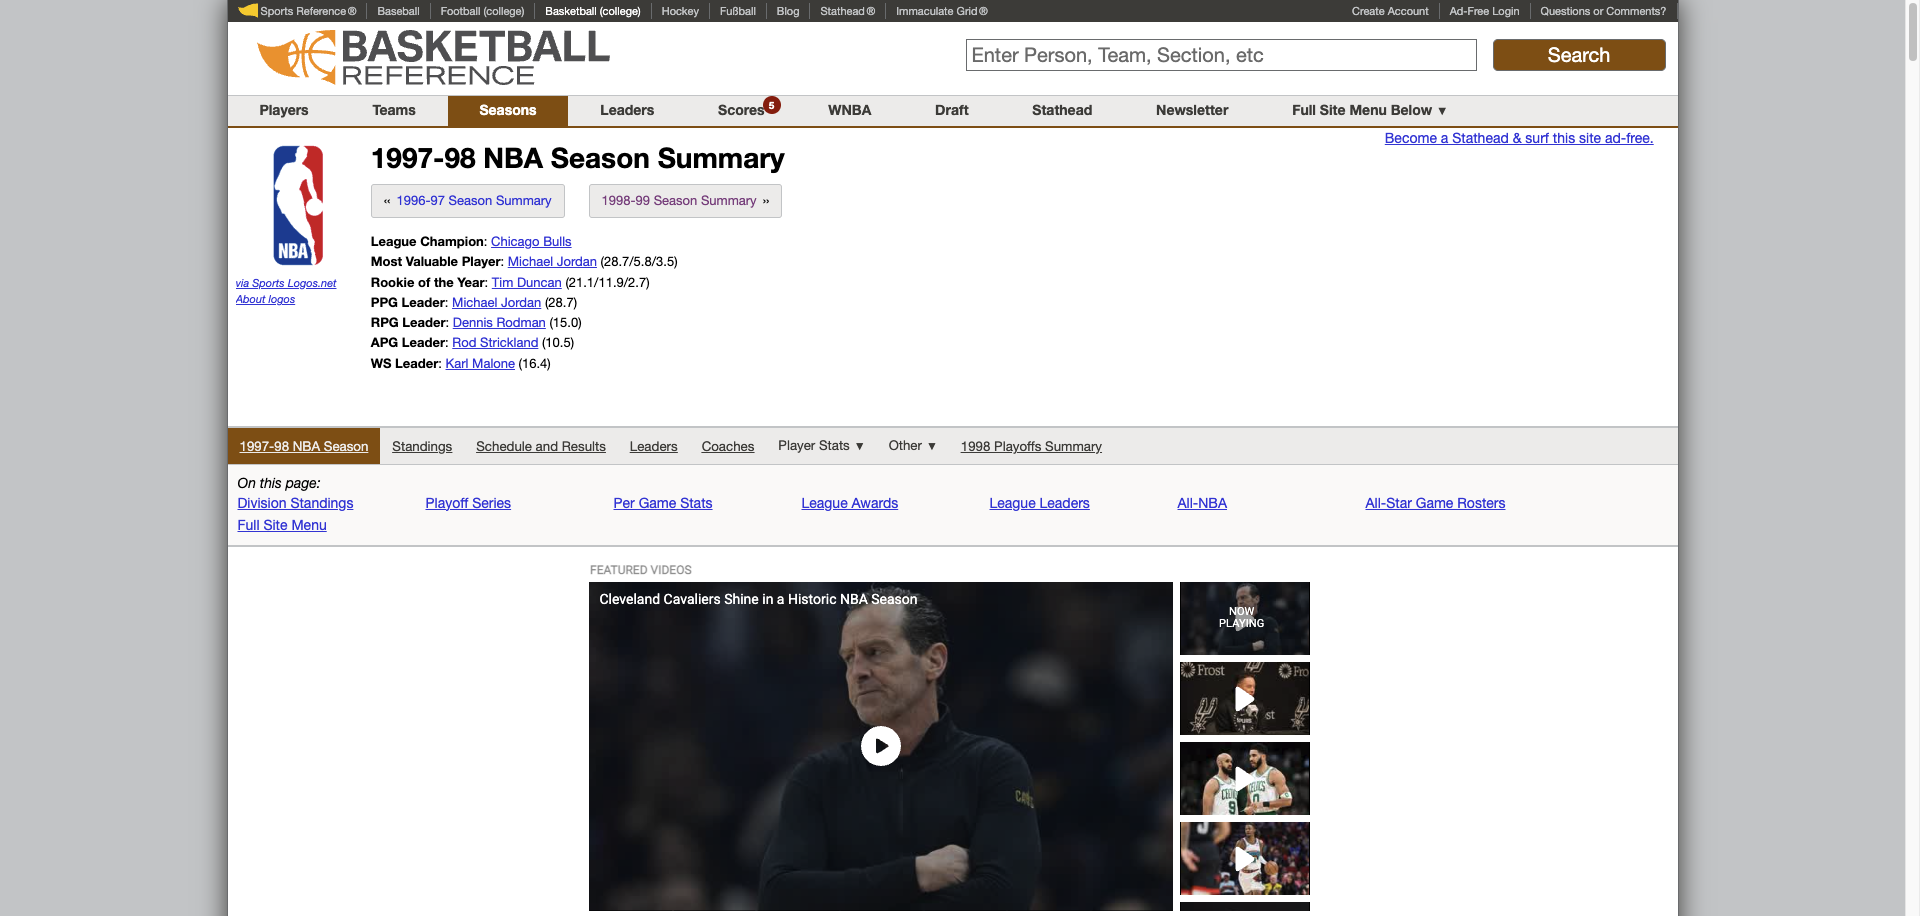 Sports Reference® Baseball Football (college) Basketball (college) Hockey Fußball Blog Stathead® Immaculate Grid® Create Account Ad-Free Login Questions or Comments?
BASKETBALL
REFERENCE
Enter Person, Team, Section, etc Search
Players Teams Seasons Leaders Scores 5 WNBA Draft Stathead Newsletter Full Site Menu Below ▼
Become a Stathead & surf this site ad-free.
NBA
via Sports Logos.net
About logos
1997-98 NBA Season Summary
« 1996-97 Season Summary 1998-99 Season Summary »
League Champion: Chicago Bulls
Most Valuable Player: Michael Jordan (28.7/5.8/3.5)
Rookie of the Year: Tim Duncan (21.1/11.9/2.7)
PPG Leader: Michael Jordan (28.7)
RPG Leader: Dennis Rodman (15.0)
APG Leader: Rod Strickland (10.5)
WS Leader: Karl Malone (16.4)
1997-98 NBA Season Standings Schedule and Results Leaders Coaches Player Stats ▼ Other ▼ 1998 Playoffs Summary
On this page:
Division Standings Playoff Series Per Game Stats League Awards League Leaders All-NBA All-Star Game Rosters
Full Site Menu
FEATURED VIDEOS
Cleveland Cavaliers Shine in a Historic NBA Season
NOW
PLAYING
Frost